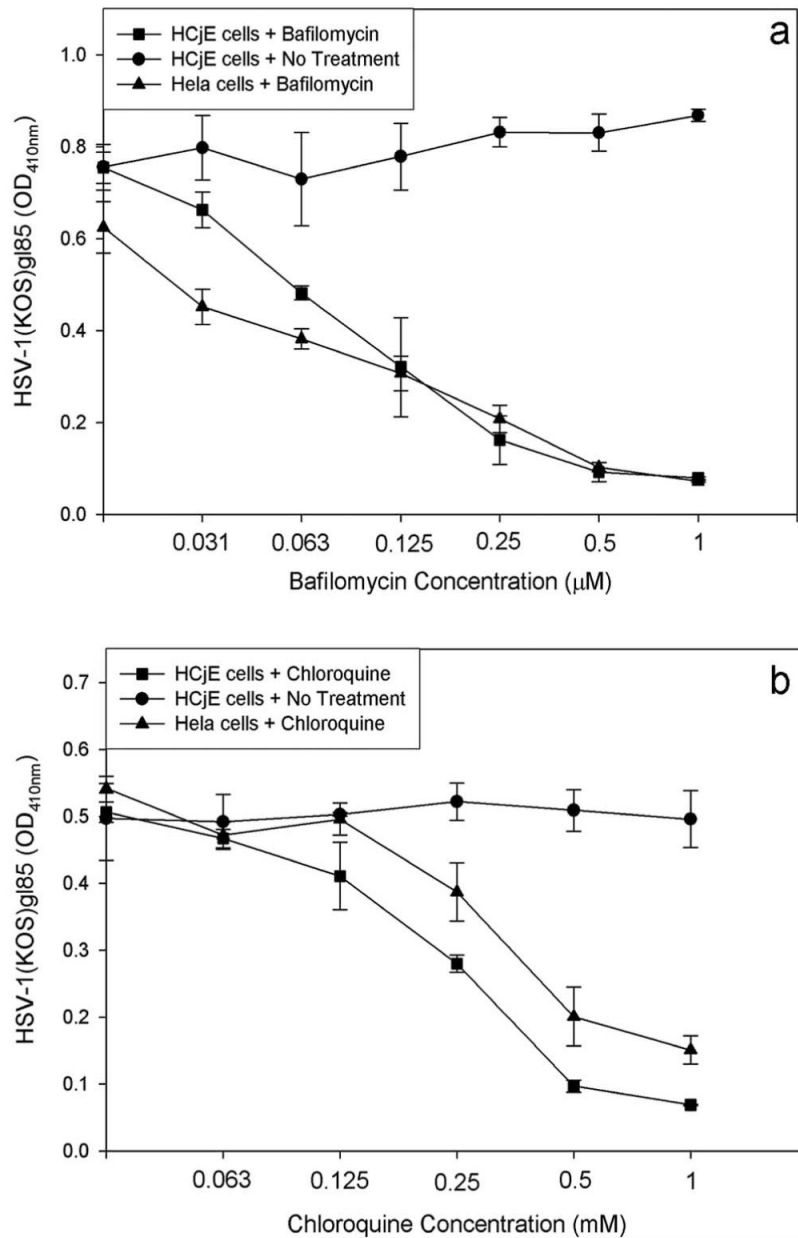 a
HCjE cells + Bafilomycin
HCjE cells + No Treatment
Hela cells + Bafilomycin
1.0
0.8
0.6
0.4
0.2
0.0
HSV-1(KOS)gl85 (OD410nm)
0.031 0.063 0.125 0.25 0.5 1
Bafilomycin Concentration (μM)
b
HCjE cells + Chloroquine
HCjE cells + No Treatment
Hela cells + Chloroquine
0.7
0.6
0.5
0.4
0.3
0.2
0.1
0.0
HSV-1(KOS)gl85 (OD410nm)
0.063 0.125 0.25 0.5 1
Chloroquine Concentration (mM)